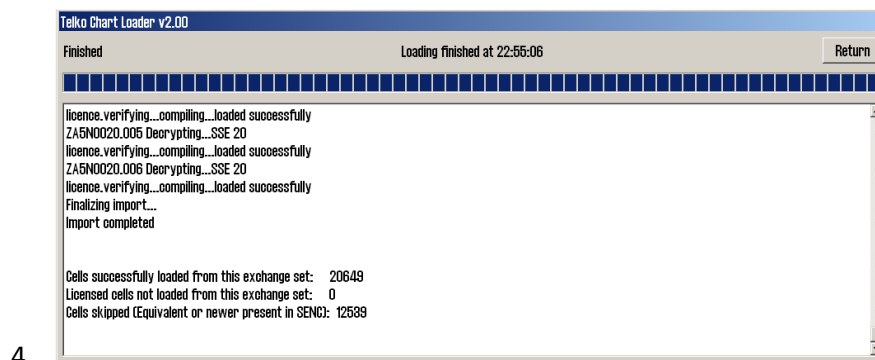 Telko Chart Loader v2.00
Finished Loading finished at 22:55:06 Return
licence.verifying...compiling...loaded successfully
ZA5N0020.005 Decrypting...SSE 20
licence.verifying...compiling...loaded successfully
ZA5N0020.006 Decrypting...SSE 20
licence.verifying...compiling...loaded successfully
Finalizing import...
Import completed
Cells successfully loaded from this exchange set: 20649
Licensed cells not loaded from this exchange set: 0
Cells skipped (Equivalent or newer present in SENC): 12539
4